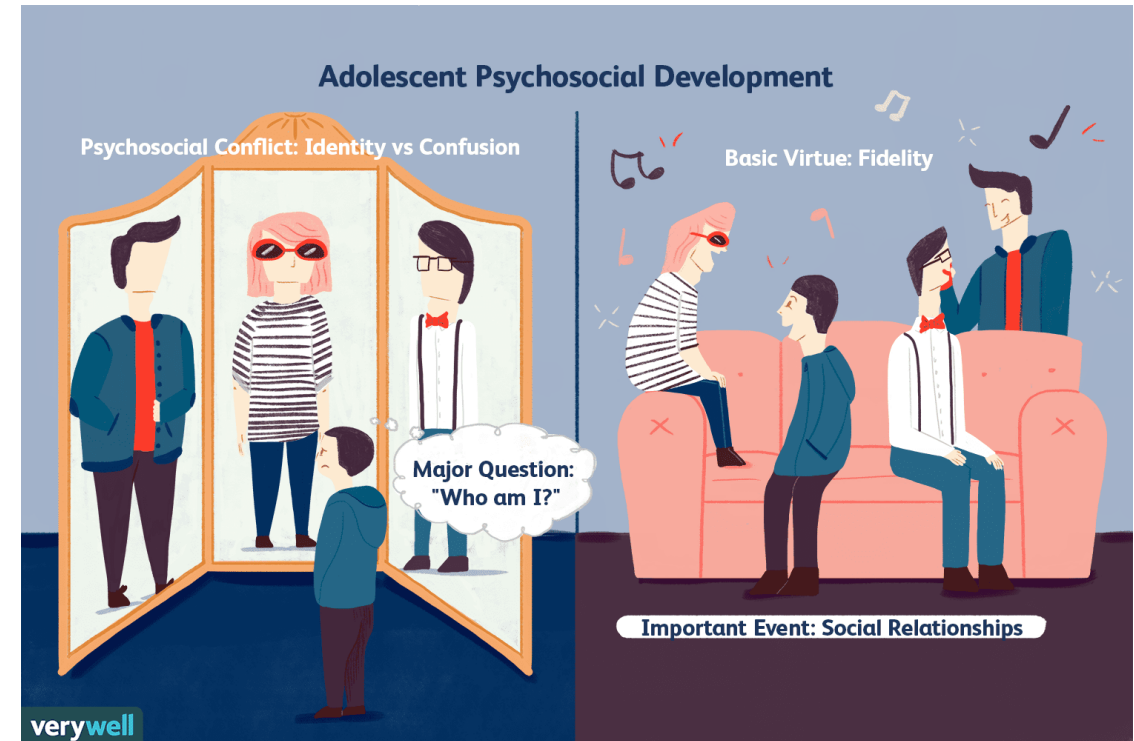 Adolescent Psychosocial Development
Psychosocial Conflict: Identity vs Confusion
Major Question:
"Who am I?"
Basic Virtue: Fidelity
Important Event: Social Relationships
verywell